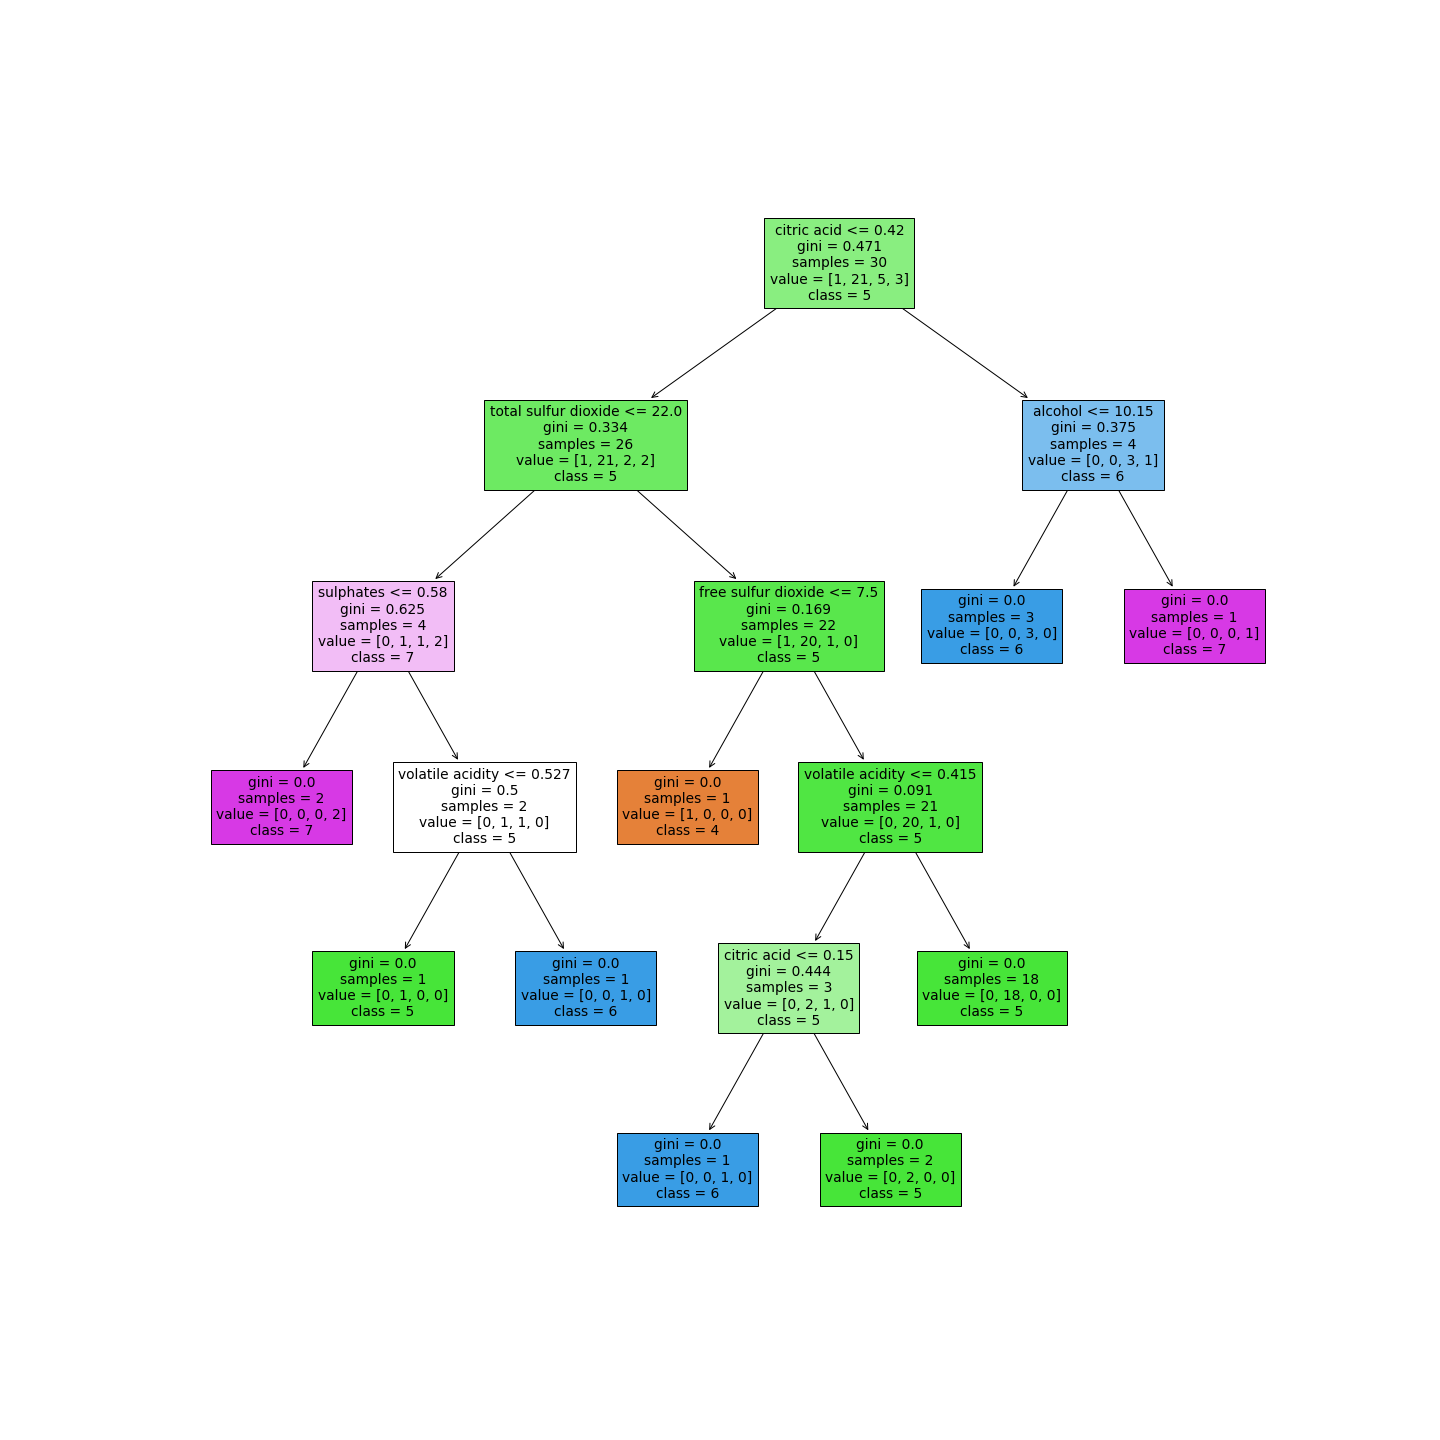 citric acid <= 0.42
gini = 0.471
samples = 30
value = [1, 21, 5, 3]
class = 5
total sulfur dioxide <= 22.0
gini = 0.334
samples = 26
value = [1, 21, 2, 2]
class = 5
alcohol <= 10.15
gini = 0.375
samples = 4
value = [0, 0, 3, 1]
class = 6
sulphates <= 0.58
gini = 0.625
samples = 4
value = [0, 1, 1, 2]
class = 7
free sulfur dioxide <= 7.5
gini = 0.169
samples = 22
value = [1, 20, 1, 0]
class = 5
gini = 0.0
samples = 3
value = [0, 0, 3, 0]
class = 6
gini = 0.0
samples = 1
value = [0, 0, 0, 1]
class = 7
gini = 0.0
samples = 2
value = [0, 0, 0, 2]
class = 7
volatile acidity <= 0.527
gini = 0.5
samples = 2
value = [0, 1, 1, 0]
class = 5
gini = 0.0
samples = 1
value = [1, 0, 0, 0]
class = 4
volatile acidity <= 0.415
gini = 0.091
samples = 21
value = [0, 20, 1, 0]
class = 5
gini = 0.0
samples = 1
value = [0, 1, 0, 0]
class = 5
gini = 0.0
samples = 1
value = [0, 0, 1, 0]
class = 6
citric acid <= 0.15
gini = 0.444
samples = 3
value = [0, 2, 1, 0]
class = 5
gini = 0.0
samples = 18
value = [0, 18, 0, 0]
class = 5
gini = 0.0
samples = 1
value = [0, 0, 1, 0]
class = 6
gini = 0.0
samples = 2
value = [0, 2, 0, 0]
class = 5